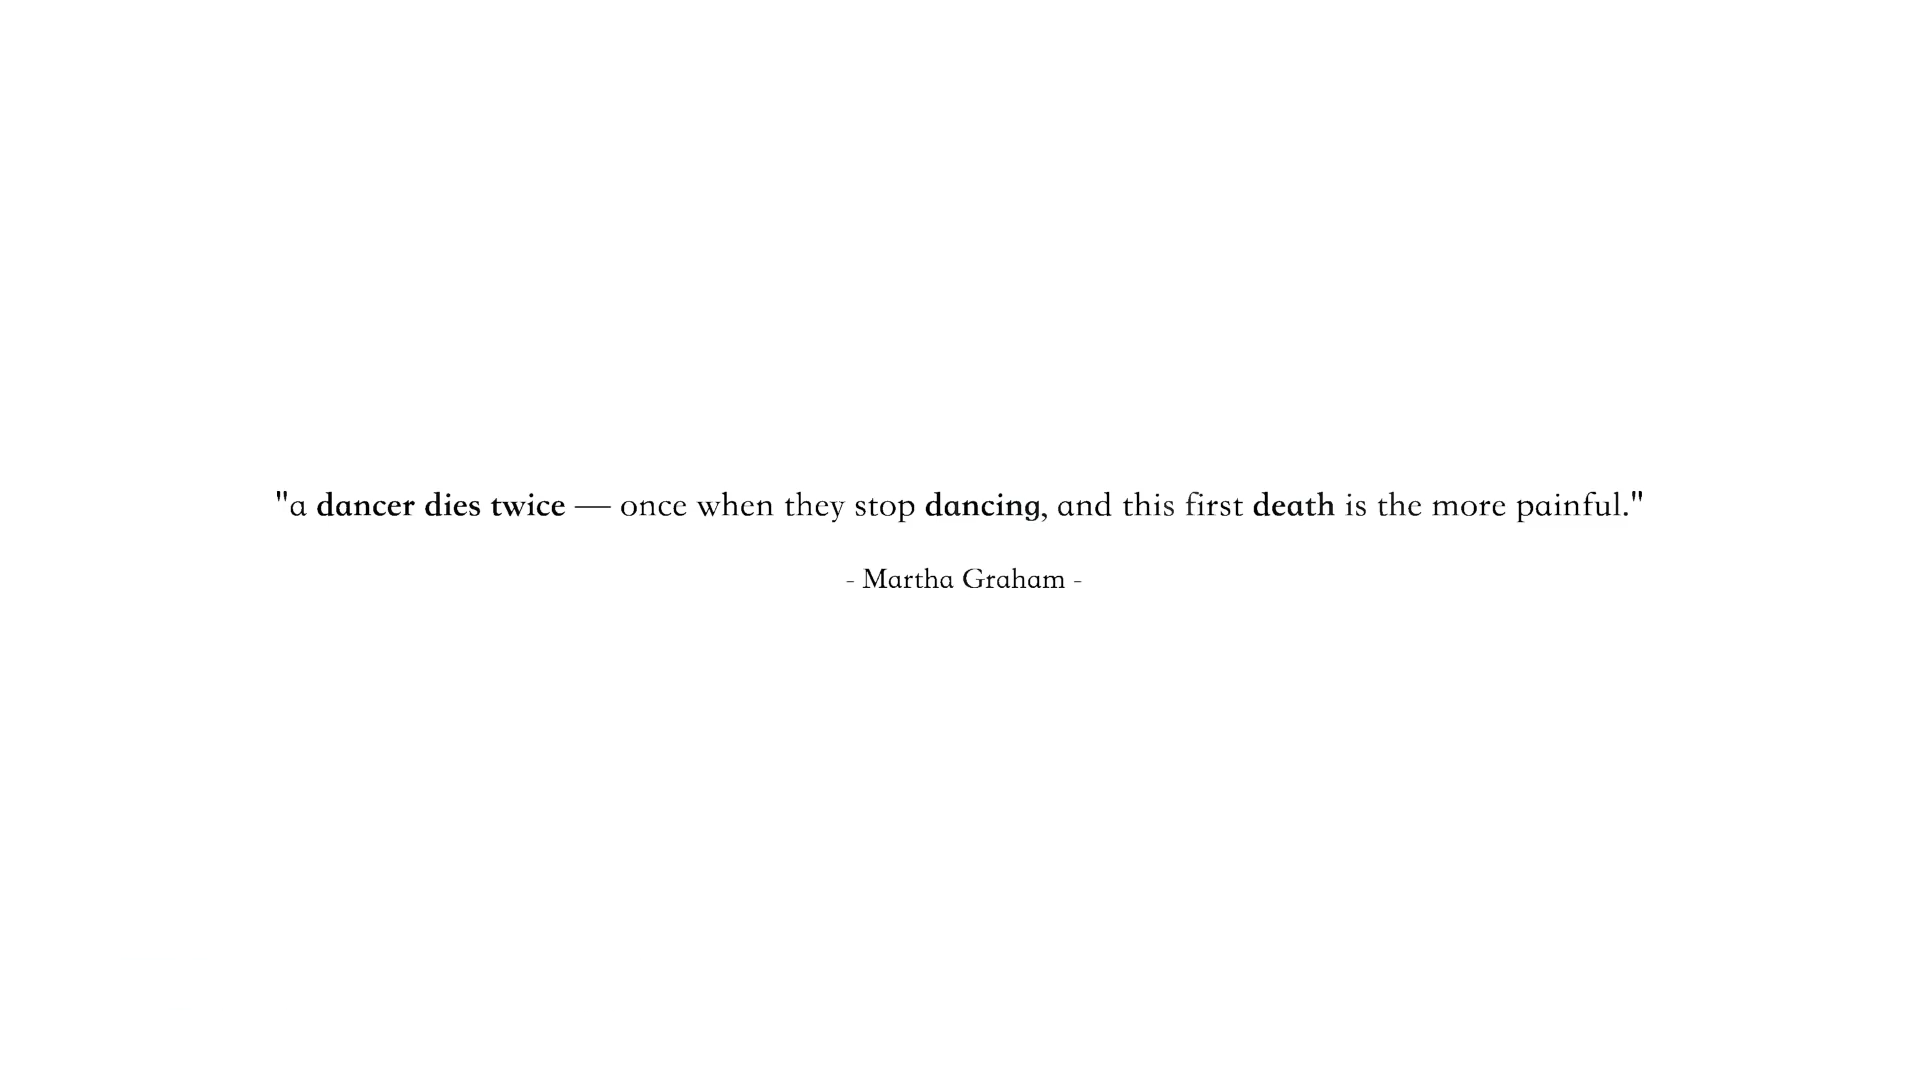 "a dancer dies twice — once when they stop dancing, and this first death is the more painful."
- Martha Graham -